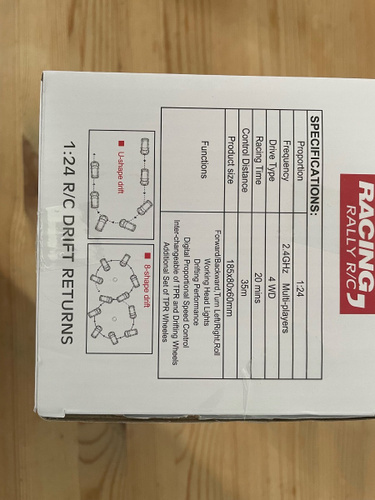 RACING
RALLY R/C
SPECIFICATIONS:
Proportion 1:24
Frequency 2.4GHz Multi-players
Drive Type 4 WD
Racing Time 20 mins
Control Distance 35m
Product size 185x80x60mm
Functions
Forward/Backward,Turn Left/Right,Roll
Working Head Lights
Drifting Performance
Digital Proportional Speed Control
Inter-changeable of TPR and Drifting Wheels
Additional Set of TPR Wheeles
U-shape drift
8-shape drift
1:24 R/C DRIFT RETURNS